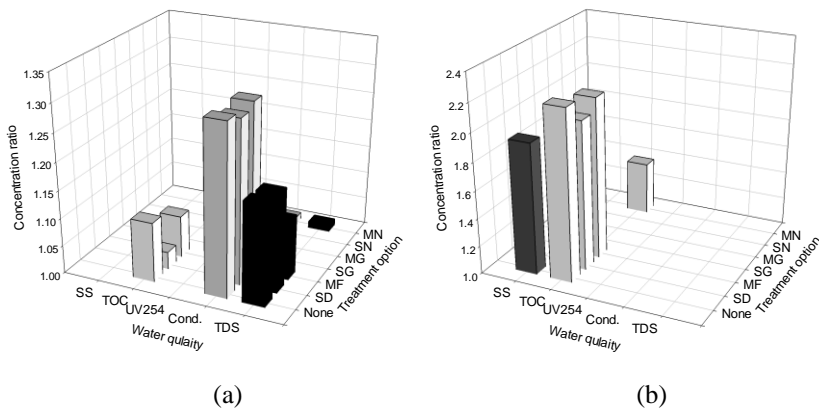 1.35
1.30
1.25
1.20
1.15
1.10
1.05
1.00
Concentration ratio
SS
TOC
UV254
Cond.
TDS
Water qulaity
None
SD
MF
SG
MG
SN
MN
Treatment option
(a)
2.4
2.2
2.0
1.8
1.6
1.4
1.2
1.0
Concentration ratio
SS
TOC
UV254
Cond.
TDS
Water qulaity
None
SD
MF
SG
MG
SN
MN
Treatment option
(b)